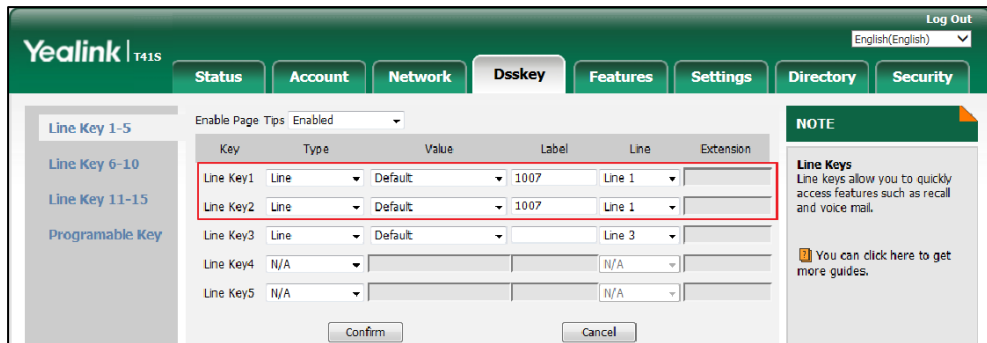 Log Out
Yealink | T41S
English(English)
Status Account Network Dsskey Features Settings Directory Security
Line Key 1-5
Line Key 6-10
Line Key 11-15
Programable Key
Enable Page Tips Enabled
Key Type Value Label Line Extension
Line Key1 Line Default 1007 Line 1
Line Key2 Line Default 1007 Line 1
Line Key3 Line Default Line 3
Line Key4 N/A N/A
Line Key5 N/A N/A
Confirm Cancel
NOTE
Line Keys
Line keys allow you to quickly
access features such as recall
and voice mail.
You can click here to get
more guides.